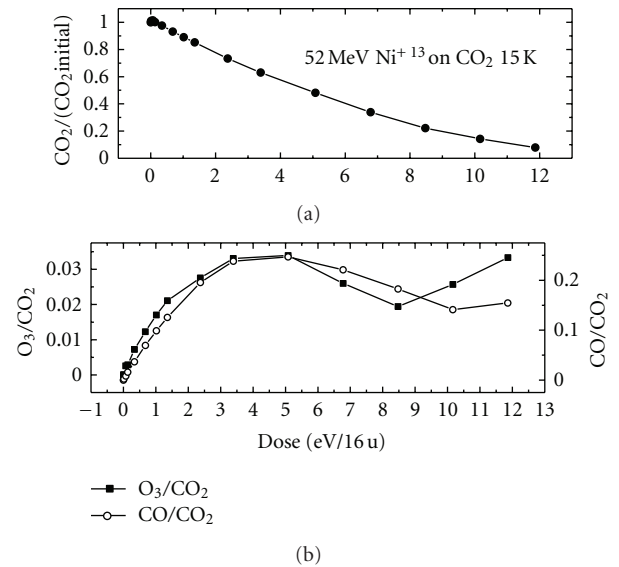 CO₂/(CO₂initial)
1
0.8
0.6
0.4
0.2
0
52 MeV Ni⁺ ¹³ on CO₂ 15 K
0 2 4 6 8 10 12
(a)
O₃/CO₂
0.03
0.02
0.01
0
0.2
0.1
0
CO/CO₂
−1 0 1 2 3 4 5 6 7 8 9 10 11 12 13
Dose (eV/16 u)
O₃/CO₂
CO/CO₂
(b)